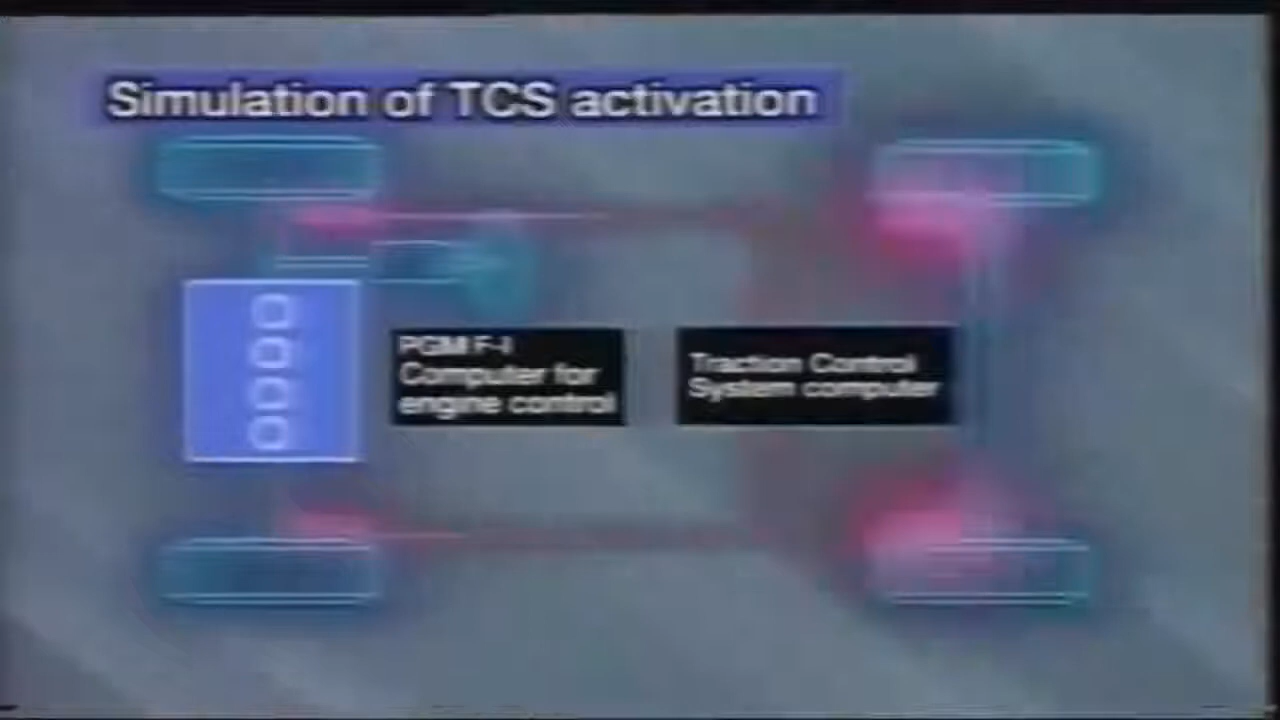 Simulation of TCS activation
PGM F-I
Computer for
engine control
Traction Control
System computer